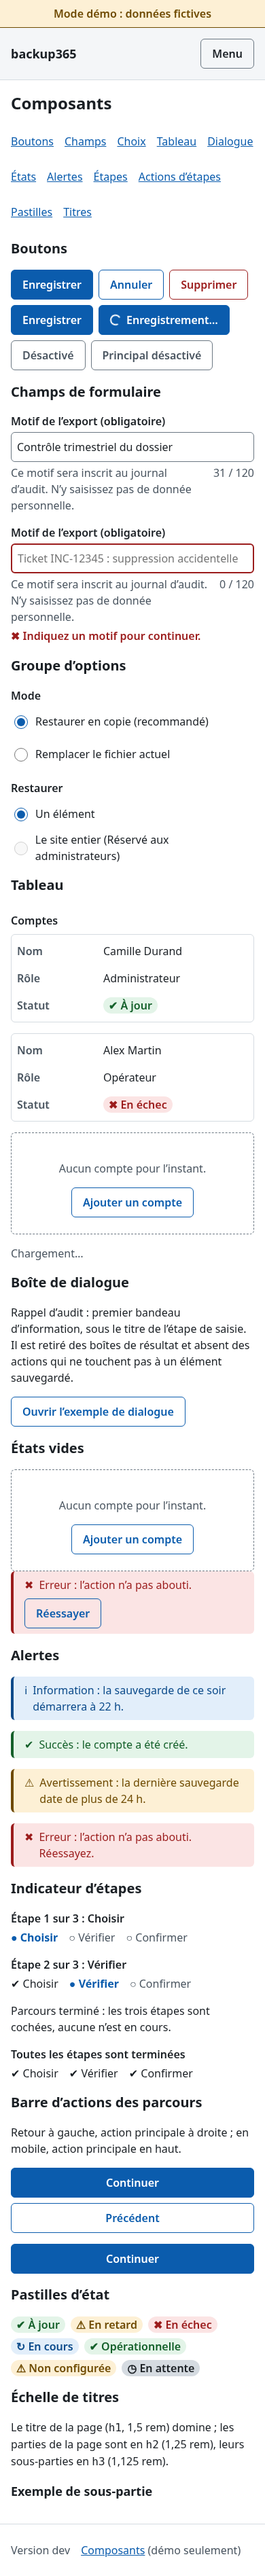 Mode démo : données fictives
backup365
Menu
Composants
Boutons Champs Choix Tableau Dialogue
États Alertes Étapes Actions d’étapes
Pastilles Titres
Boutons
Enregistrer Annuler Supprimer
Enregistrer Enregistrement…
Désactivé Principal désactivé
Champs de formulaire
Motif de l’export (obligatoire)
Contrôle trimestriel du dossier
Ce motif sera inscrit au journal 31 / 120
d’audit. N’y saisissez pas de donnée
personnelle.
Motif de l’export (obligatoire)
Ticket INC-12345 : suppression accidentelle
Ce motif sera inscrit au journal d’audit. 0 / 120
N’y saisissez pas de donnée
personnelle.
✖ Indiquez un motif pour continuer.
Groupe d’options
Mode
Restaurer en copie (recommandé)
Remplacer le fichier actuel
Restaurer
Un élément
Le site entier (Réservé aux
administrateurs)
Tableau
Comptes
Nom Camille Durand
Rôle Administrateur
Statut ✔ À jour
Nom Alex Martin
Rôle Opérateur
Statut ✖ En échec
Aucun compte pour l’instant.
Ajouter un compte
Chargement…
Boîte de dialogue
Rappel d’audit : premier bandeau
d’information, sous le titre de l’étape de saisie.
Il est retiré des boîtes de résultat et absent des
actions qui ne touchent pas à un élément
sauvegardé.
Ouvrir l’exemple de dialogue
États vides
Aucun compte pour l’instant.
Ajouter un compte
✖ Erreur : l’action n’a pas abouti.
Réessayer
Alertes
i Information : la sauvegarde de ce soir
démarrera à 22 h.
✔ Succès : le compte a été créé.
⚠ Avertissement : la dernière sauvegarde
date de plus de 24 h.
✖ Erreur : l’action n’a pas abouti.
Réessayez.
Indicateur d’étapes
Étape 1 sur 3 : Choisir
● Choisir ○ Vérifier ○ Confirmer
Étape 2 sur 3 : Vérifier
✔ Choisir ● Vérifier ○ Confirmer
Parcours terminé : les trois étapes sont
cochées, aucune n’est en cours.
Toutes les étapes sont terminées
✔ Choisir ✔ Vérifier ✔ Confirmer
Barre d’actions des parcours
Retour à gauche, action principale à droite ; en
mobile, action principale en haut.
Continuer
Précédent
Continuer
Pastilles d’état
✔ À jour ⚠ En retard ✖ En échec
↻ En cours ✔ Opérationnelle
⚠ Non configurée ◷ En attente
Échelle de titres
Le titre de la page (h1, 1,5 rem) domine ; les
parties de la page sont en h2 (1,25 rem), leurs
sous-parties en h3 (1,125 rem).
Exemple de sous-partie
Version dev Composants (démo seulement)